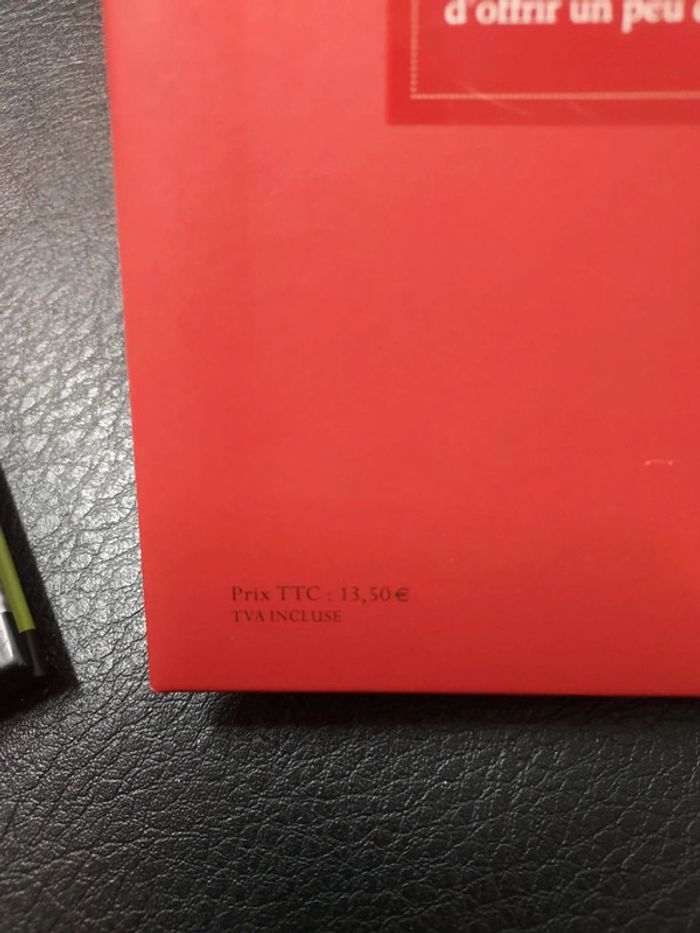 d'offrir un peu
Prix TTC : 13,50 €
TVA INCLUSE